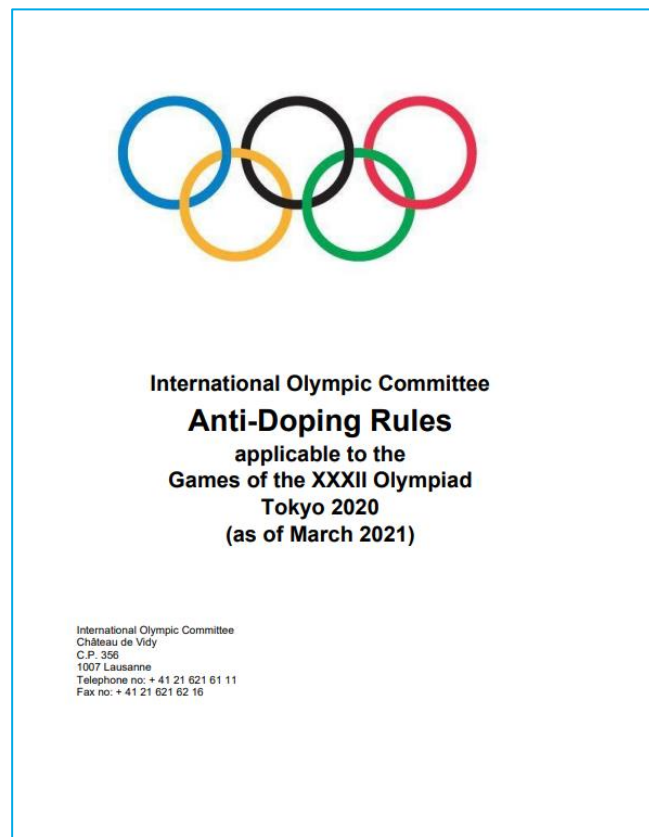 International Olympic Committee
Anti-Doping Rules
applicable to the
Games of the XXXII Olympiad
Tokyo 2020
(as of March 2021)
International Olympic Committee
Château de Vidy
C.P. 356
1007 Lausanne
Telephone no: + 41 21 621 61 11
Fax no: + 41 21 621 62 16